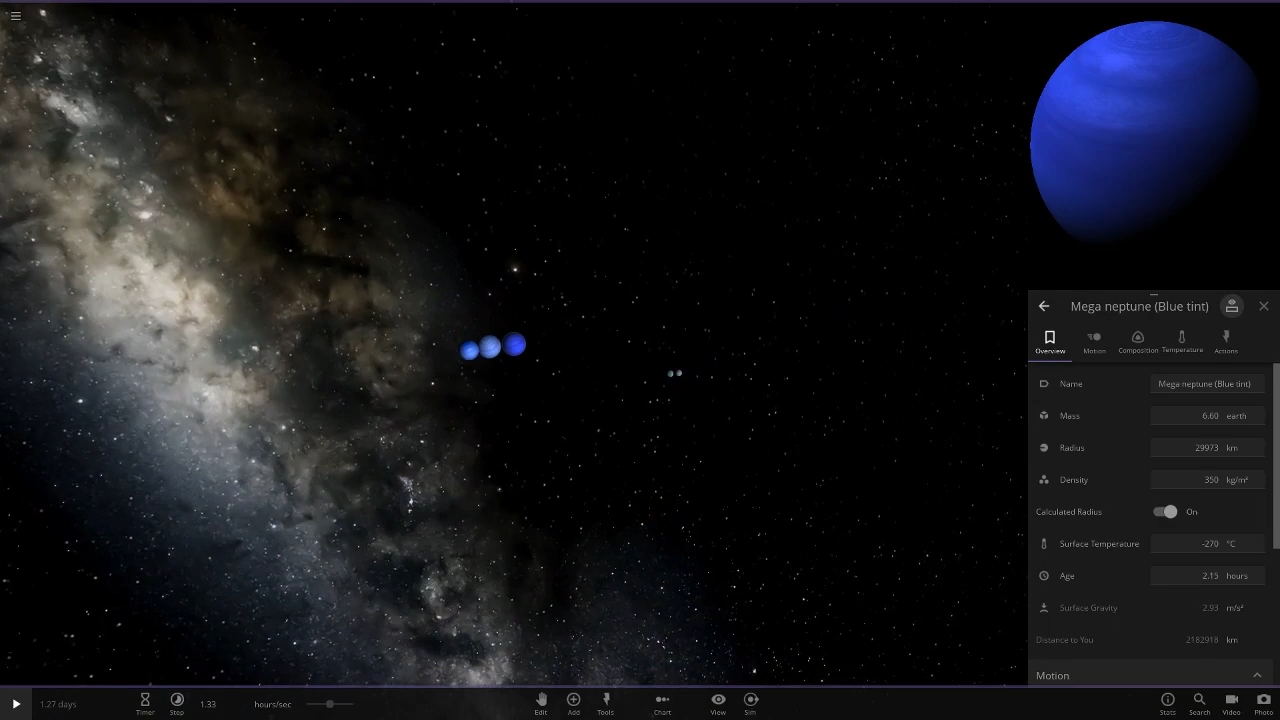 Mega neptune (Blue tint)
Overview
Motion
Composition
Temperature
Actions
Name Mega neptune (Blue tint)
Mass 6.60 earth
Radius 29973 km
Density 350 kg/m³
Calculated Radius On
Surface Temperature -270 °C
Age 2.15 hours
Surface Gravity 2.93 m/s²
Distance to You 2182918 km
Motion
1.27 days
Timer
Step
1.33 hours/sec
Edit
Add
Tools
Chart
View
Sim
Stats
Search
Video
Photo